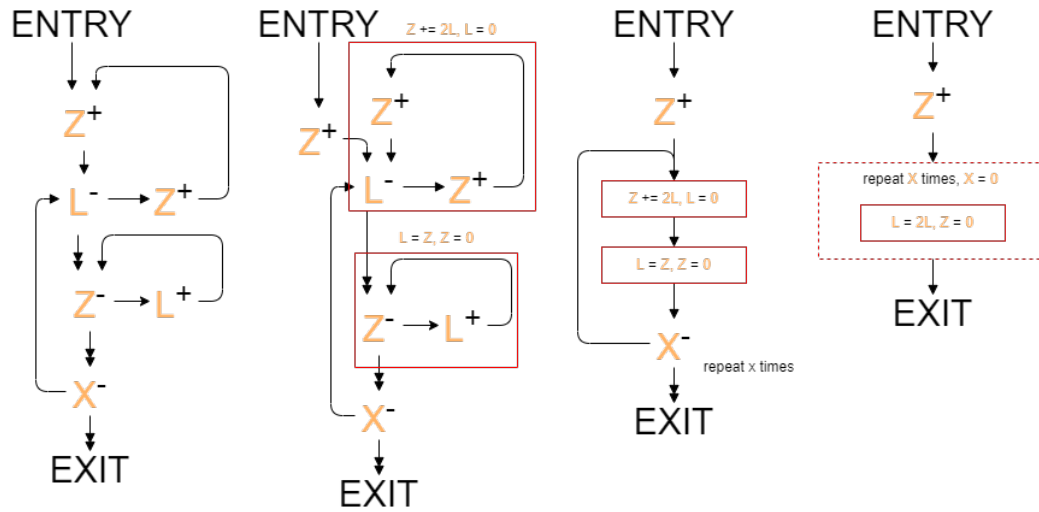 ENTRY
Z+
L-
Z+
Z-
L+
X-
EXIT
ENTRY
Z += 2L, L = 0
Z+
Z+
L-
Z+
L = Z, Z = 0
Z-
L+
X-
EXIT
ENTRY
Z+
Z += 2L, L = 0
L = Z, Z = 0
X-
repeat x times
EXIT
ENTRY
Z+
repeat X times, X = 0
L = 2L, Z = 0
EXIT